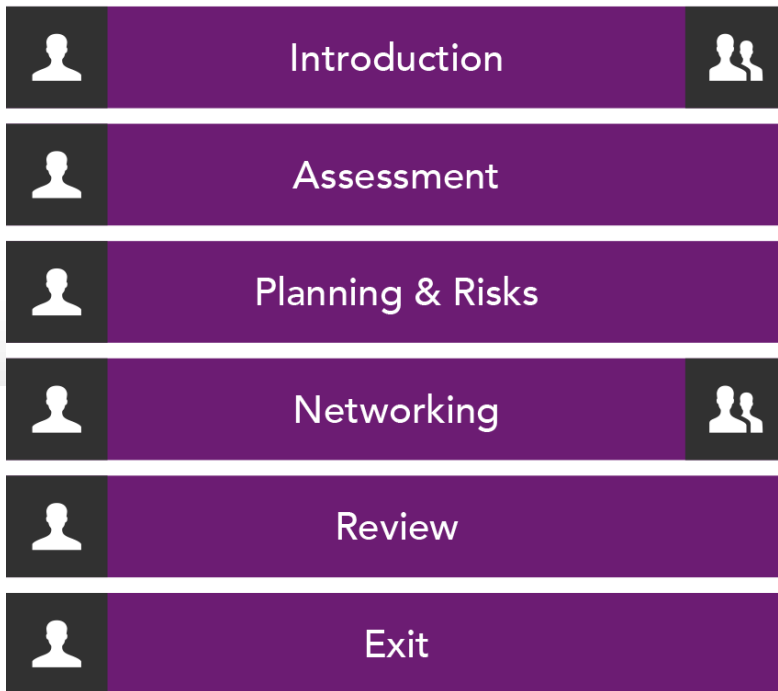 Introduction
Assessment
Planning & Risks
Networking
Review
Exit